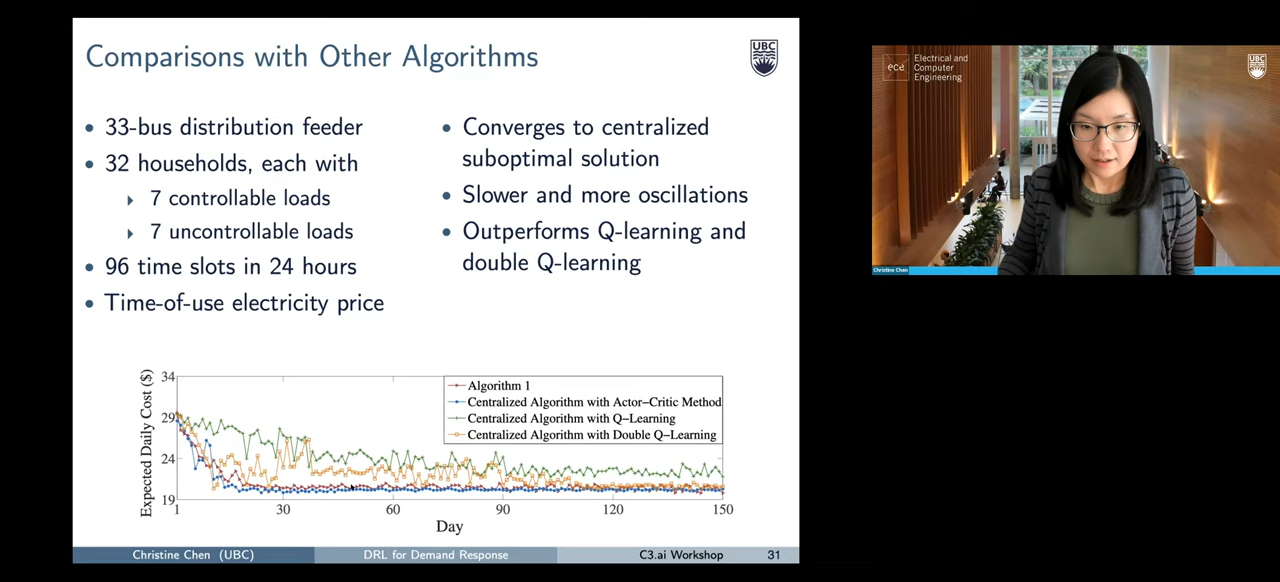 Comparisons with Other Algorithms
UBC
• 33-bus distribution feeder
• 32 households, each with
▸ 7 controllable loads
▸ 7 uncontrollable loads
• 96 time slots in 24 hours
• Time-of-use electricity price
• Converges to centralized
suboptimal solution
• Slower and more oscillations
• Outperforms Q-learning and
double Q-learning
Expected Daily Cost ($)
34
29
24
19
Algorithm 1
Centralized Algorithm with Actor−Critic Method
Centralized Algorithm with Q−Learning
Centralized Algorithm with Double Q−Learning
1 30 60 90 120 150
Day
Christine Chen (UBC) DRL for Demand Response C3.ai Workshop 31
ece
Electrical and
Computer
Engineering
UBC
Christine Chen